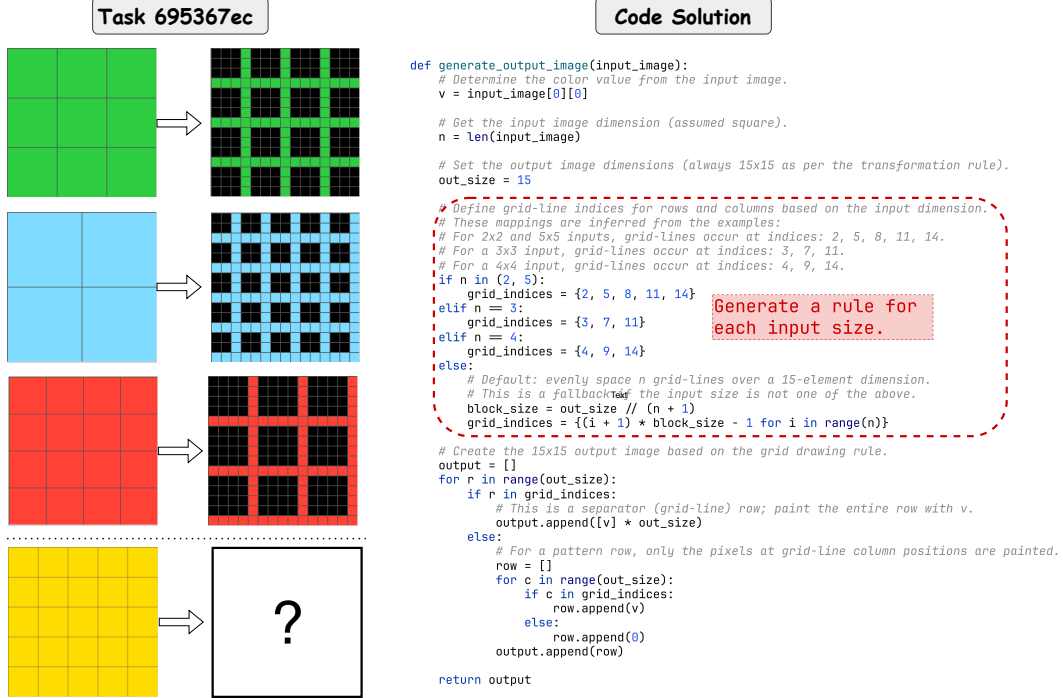 Task 695367ec
?
Code Solution
def generate_output_image(input_image):
    # Determine the color value from the input image.
    v = input_image[0][0]
    # Get the input image dimension (assumed square).
    n = len(input_image)
    # Set the output image dimensions (always 15x15 as per the transformation rule).
    out_size = 15
    # Define grid-line indices for rows and columns based on the input dimension.
    # These mappings are inferred from the examples:
    # For 2x2 and 5x5 inputs, grid-lines occur at indices: 2, 5, 8, 11, 14.
    # For a 3x3 input, grid-lines occur at indices: 3, 7, 11.
    # For a 4x4 input, grid-lines occur at indices: 4, 9, 14.
    if n in (2, 5):
        grid_indices = {2, 5, 8, 11, 14}
    elif n == 3:
        grid_indices = {3, 7, 11}
    elif n == 4:
        grid_indices = {4, 9, 14}
    else:
        # Default: evenly space n grid-lines over a 15-element dimension.
        # This is a fallback if the input size is not one of the above.
        block_size = out_size // (n + 1)
        grid_indices = {(i + 1) * block_size - 1 for i in range(n)}
    # Create the 15x15 output image based on the grid drawing rule.
    output = []
    for r in range(out_size):
        if r in grid_indices:
            # This is a separator (grid-line) row; paint the entire row with v.
            output.append([v] * out_size)
        else:
            # For a pattern row, only the pixels at grid-line column positions are painted.
            row = []
            for c in range(out_size):
                if c in grid_indices:
                    row.append(v)
                else:
                    row.append(0)
            output.append(row)
    return output
Generate a rule for
each input size.
Text